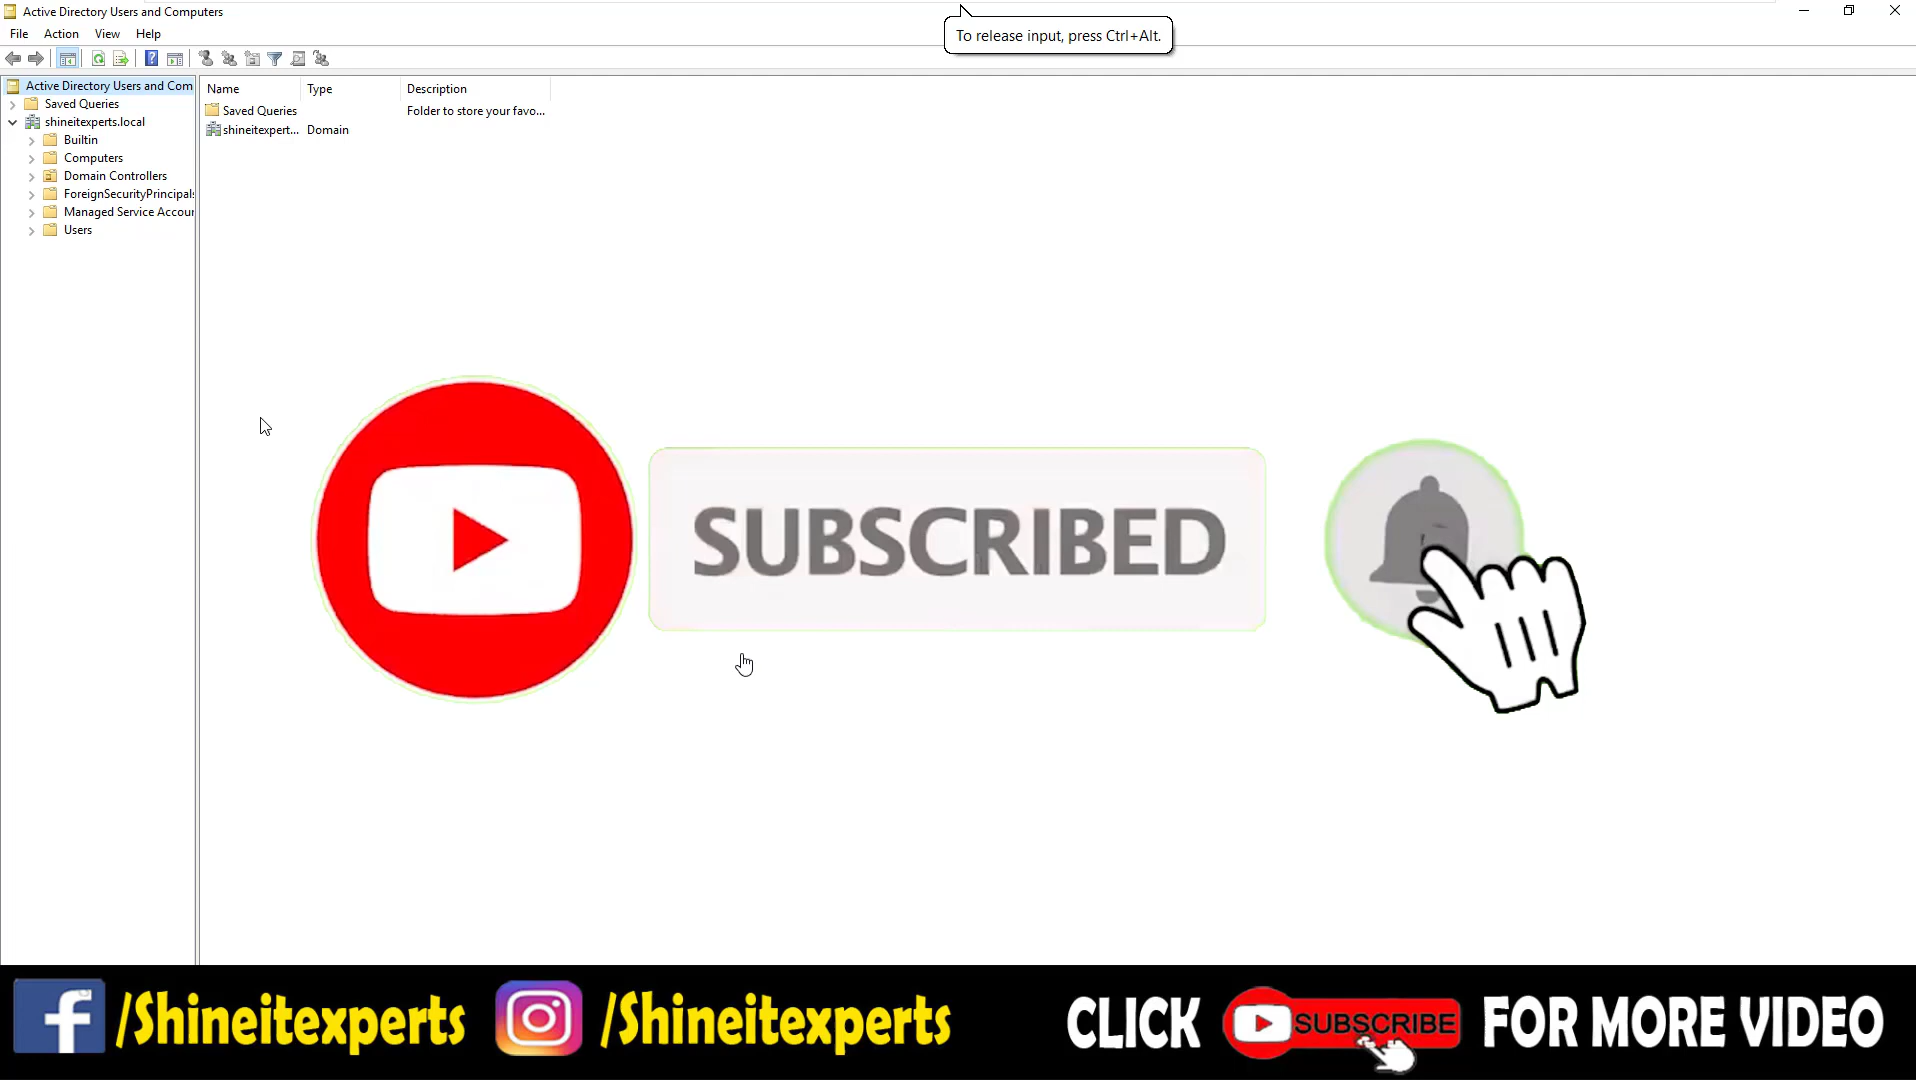 Active Directory Users and Computers
To release input, press Ctrl+Alt.
File Action View Help
Active Directory Users and Com
Saved Queries
shineitexperts.local
Builtin
Computers
Domain Controllers
ForeignSecurityPrincipals
Managed Service Accour
Users
Name Type Description
Saved Queries Folder to store your favo...
shineitexpert... Domain
SUBSCRIBED
/Shineitexperts /Shineitexperts CLICK SUBSCRIBE FOR MORE VIDEO